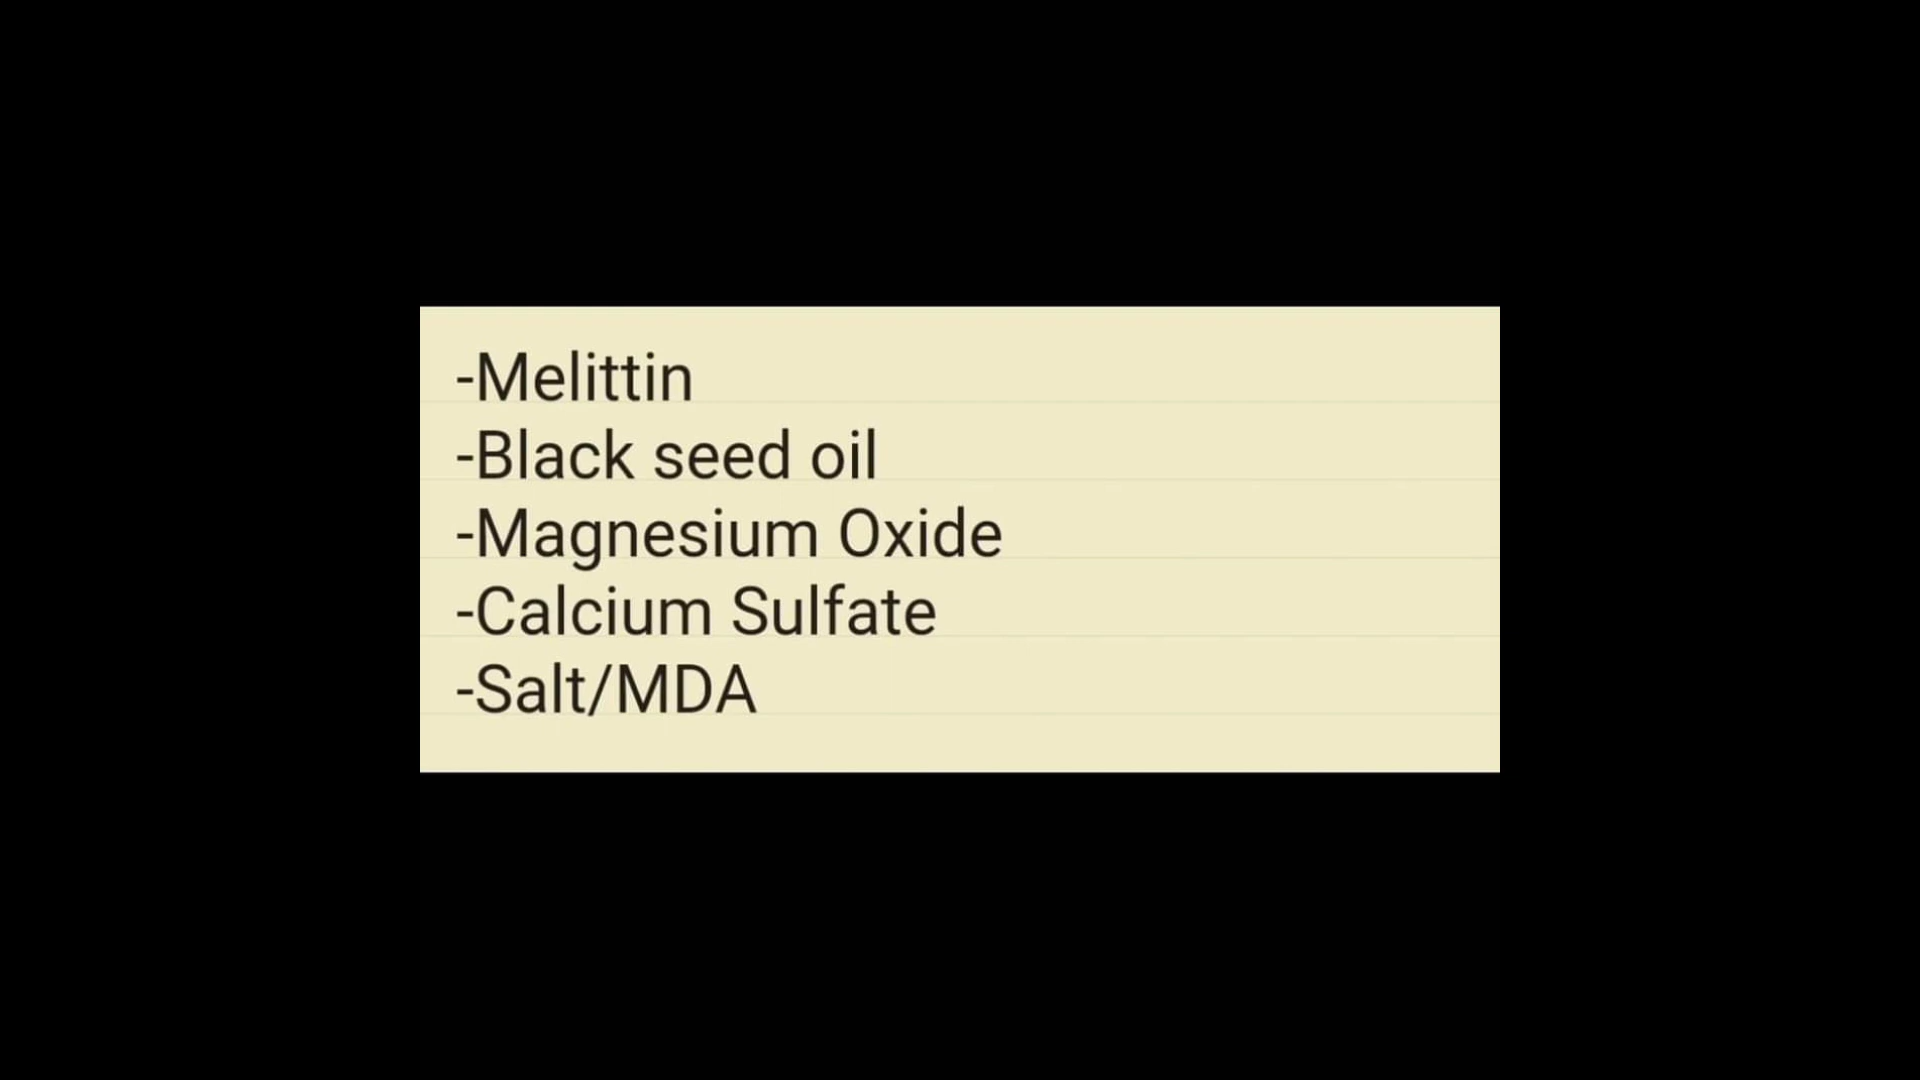 -Melittin
-Black seed oil
-Magnesium Oxide
-Calcium Sulfate
-Salt/MDA